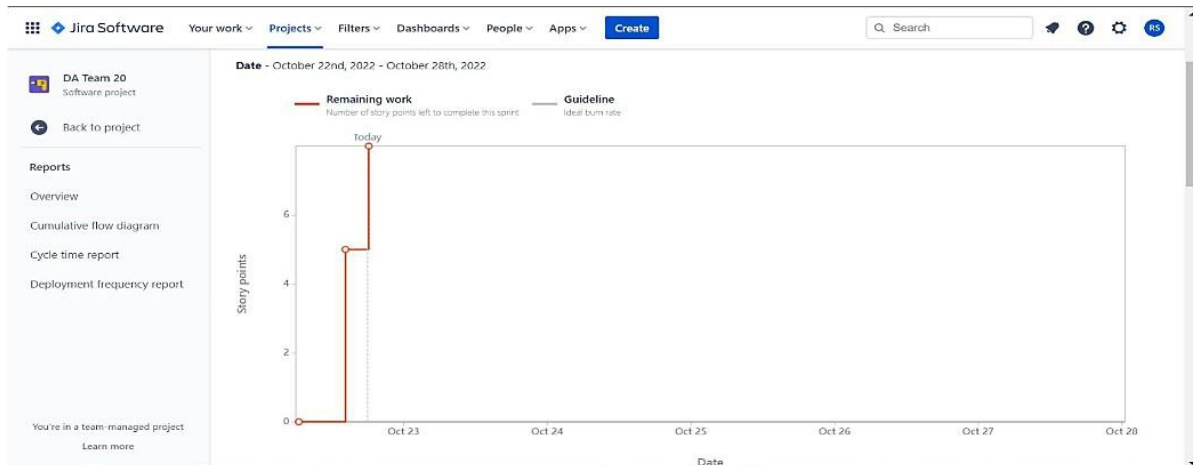 Jira Software Your work Projects Filters Dashboards People Apps Create Search RS
DA Team 20
Software project
Back to project
Reports
Overview
Cumulative flow diagram
Cycle time report
Deployment frequency report
You're in a team-managed project
Learn more
Date - October 22nd, 2022 - October 28th, 2022
Remaining work
Number of story points left to complete this sprint
Guideline
Ideal burn rate
Today
Story points
6
4
2
0
Oct 23 Oct 24 Oct 25 Oct 26 Oct 27 Oct 28
Date